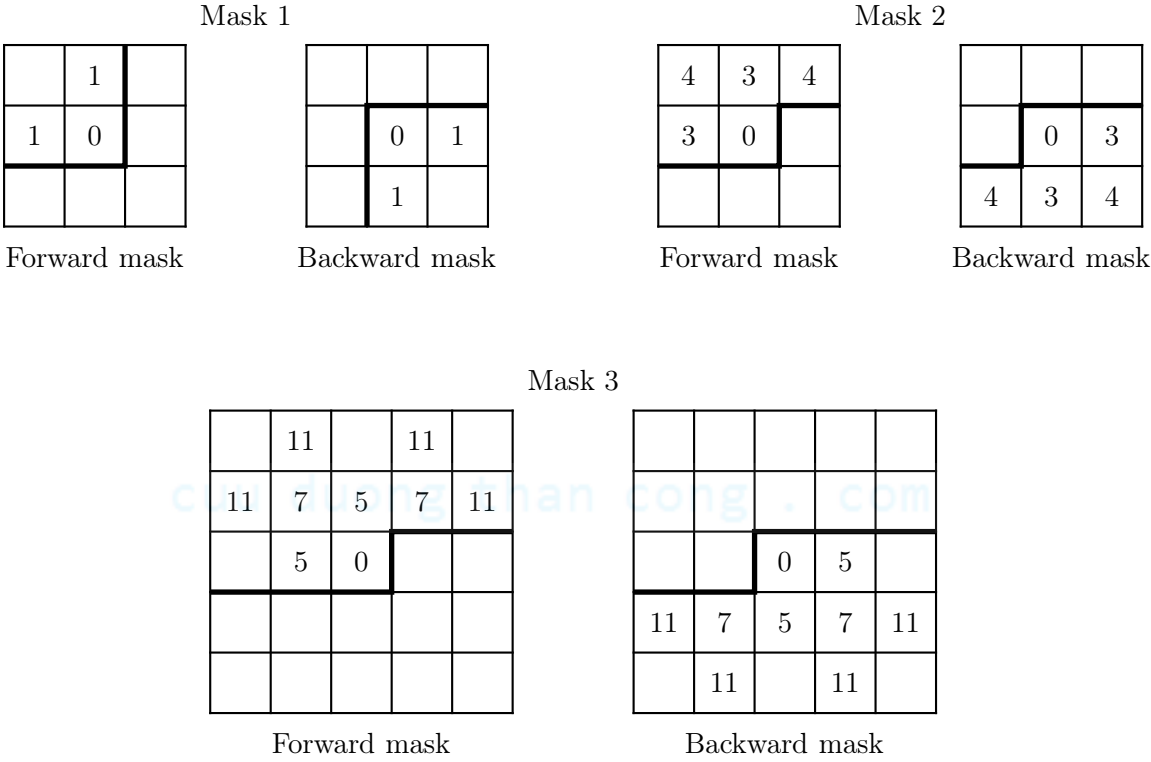 Mask 1
Mask 2
1
1 0
0 1
1
4 3 4
3 0
0 3
4 3 4
Forward mask
Backward mask
Forward mask
Backward mask
Mask 3
11 11
11 7 5 7 11
5 0
0 5
11 7 5 7 11
11 11
cuu duong than cong . com
Forward mask
Backward mask